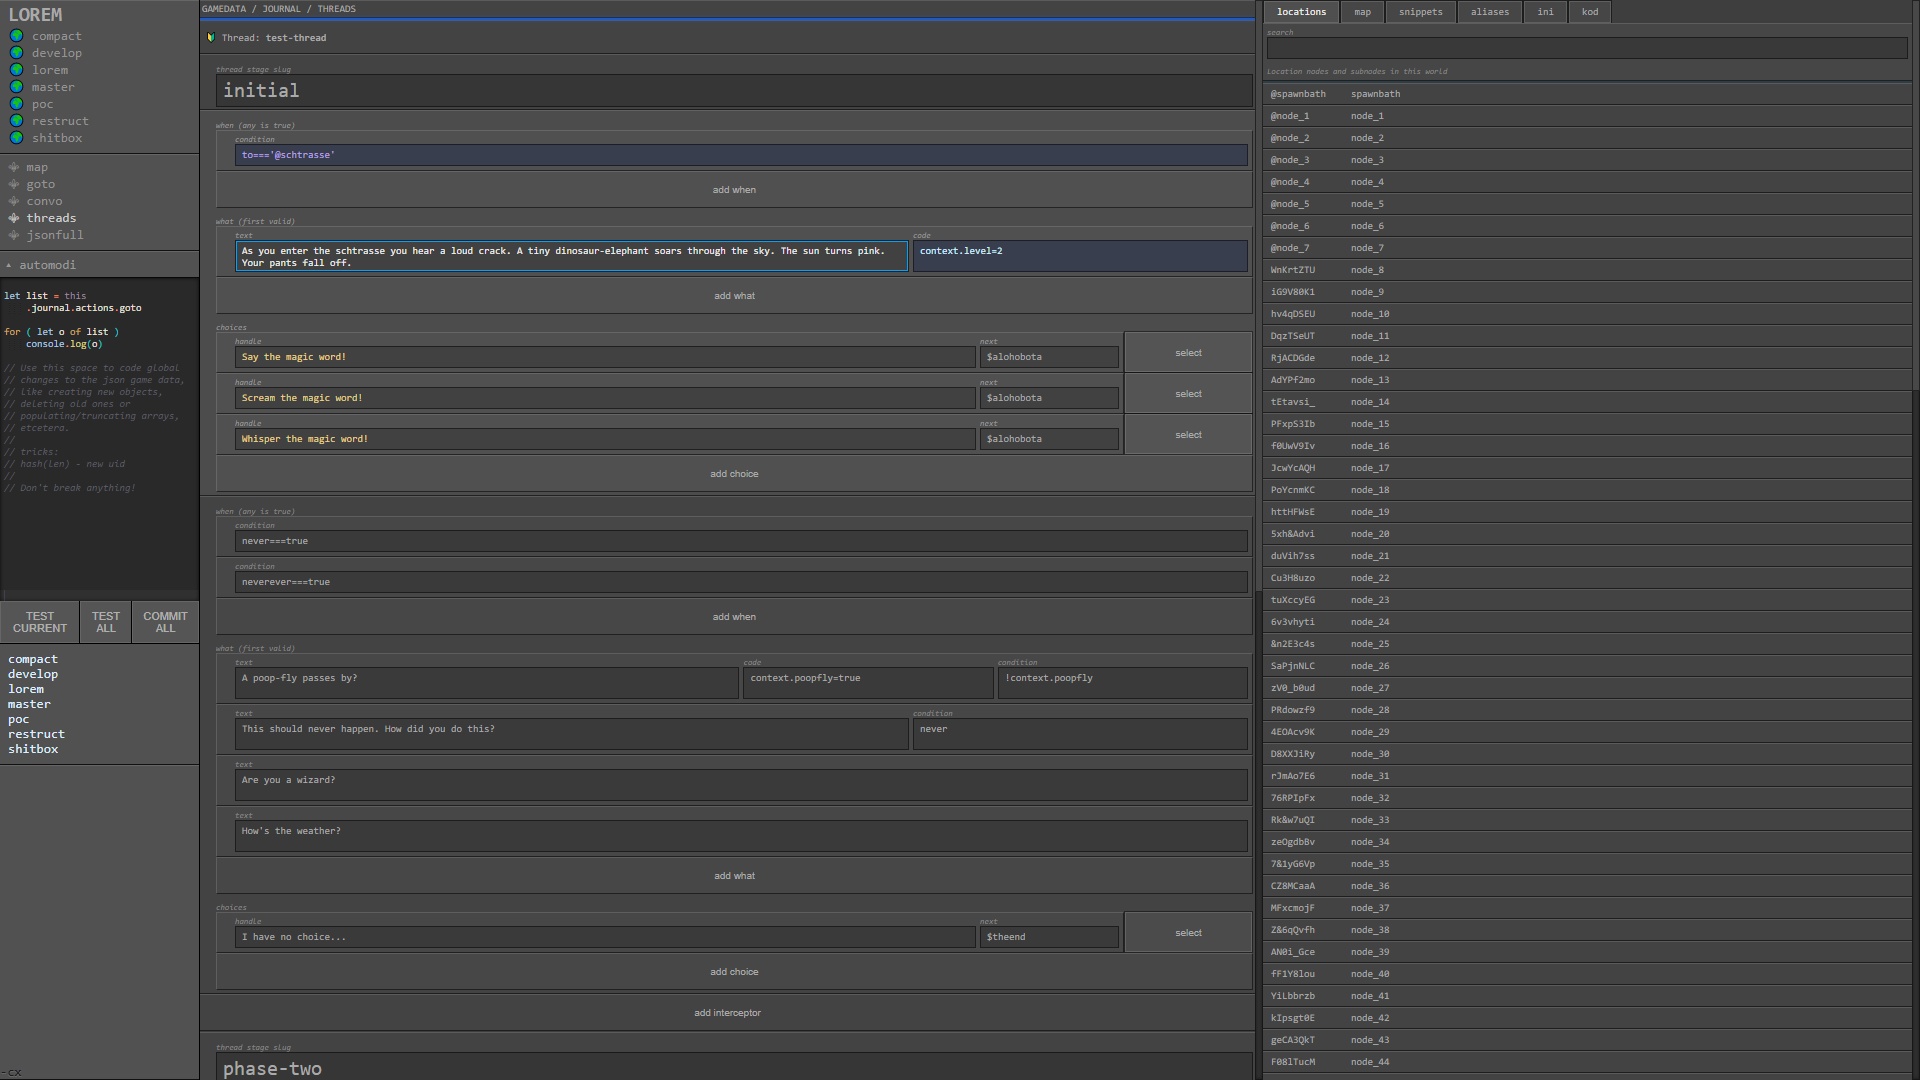 LOREM
compact
develop
lorem
master
poc
restruct
shitbox
map
goto
convo
threads
jsonfull
automodi
let list = this
.journal.actions.goto
for ( let o of list )
console.log(o)
// Use this space to code global
// changes to the json game data,
// like creating new objects,
// deleting old ones or
// populating/truncating arrays,
// etcetera.
//
// tricks:
// hash(len) - new uid
//
// Don't break anything!
TEST CURRENT
TEST ALL
COMMIT ALL
compact
develop
lorem
master
poc
restruct
shitbox
-cx
GAMEDATA / JOURNAL / THREADS
Thread: test-thread
thread stage slug
initial
when (any is true)
condition
to==='@schtrasse'
add when
what (first valid)
text
As you enter the schtrasse you hear a loud crack. A tiny dinosaur-elephant soars through the sky. The sun turns pink.
Your pants fall off.
code
context.level=2
add what
choices
handle
Say the magic word!
next
$alohobota
select
handle
Scream the magic word!
next
$alohobota
select
handle
Whisper the magic word!
next
$alohobota
select
add choice
when (any is true)
condition
never===true
condition
neverever===true
add when
what (first valid)
text
A poop-fly passes by?
code
context.poopfly=true
condition
!context.poopfly
text
This should never happen. How did you do this?
condition
never
text
Are you a wizard?
text
How's the weather?
add what
choices
handle
I have no choice...
next
$theend
select
add choice
add interceptor
thread stage slug
phase-two
locations
map
snippets
aliases
ini
kod
search
Location nodes and subnodes in this world
@spawnbath spawnbath
@node_1 node_1
@node_2 node_2
@node_3 node_3
@node_4 node_4
@node_5 node_5
@node_6 node_6
@node_7 node_7
WnKrtZTU node_8
iG9V80K1 node_9
hv4qDSEU node_10
DqzTSeUT node_11
RjACDGde node_12
AdYPf2mo node_13
tEtavsi_ node_14
PFxpS3Ib node_15
f0UwV9Iv node_16
JcwYcAQH node_17
PoYcnmKC node_18
httHFWsE node_19
5xh&Advi node_20
duVih7ss node_21
Cu3H8uzo node_22
tuXccyEG node_23
6v3vhyti node_24
&n2E3c4s node_25
SaPjnNLC node_26
zV0_b0ud node_27
PRdowzf9 node_28
4EOAcv9K node_29
D8XXJiRy node_30
rJmAo7E6 node_31
76RPIpFx node_32
Rk&w7uQI node_33
zeOgdbBv node_34
7&1yG6Vp node_35
CZ8MCaaA node_36
MFxcmojF node_37
Z&6qQvfh node_38
AN0i_Gce node_39
fF1Y8lou node_40
YiLbbrzb node_41
kIpsgt0E node_42
geCA3QkT node_43
F08lTucM node_44